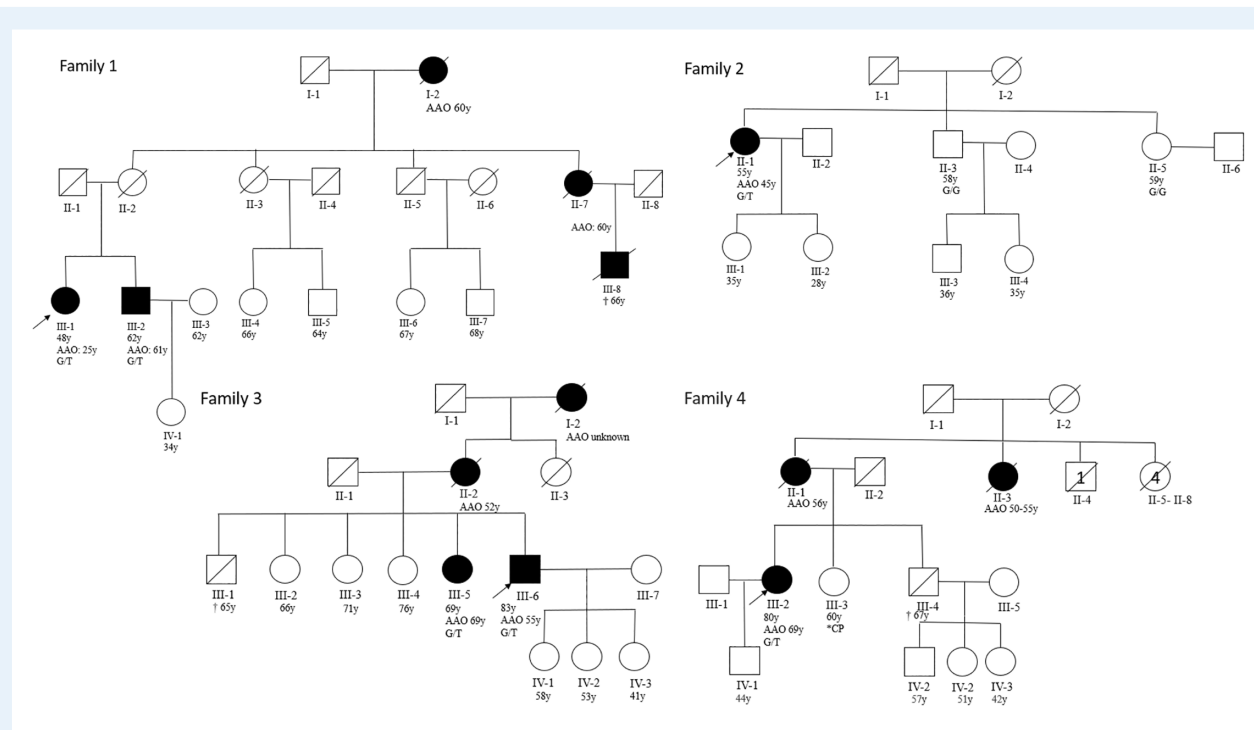 Family 1
I-1
I-2
AAO 60y
II-1
II-2
II-3
II-4
II-5
II-6
II-7
II-8
AAO: 60y
III-8
† 66y
III-1
48y
AAO: 25y
G/T
III-2
62y
AAO: 61y
G/T
III-3
62y
III-4
66y
III-5
64y
III-6
67y
III-7
68y
IV-1
34y
Family 2
I-1
I-2
II-1
55y
AAO 45y
G/T
II-2
II-3
58y
G/G
II-4
II-5
59y
G/G
II-6
III-1
35y
III-2
28y
III-3
36y
III-4
35y
Family 3
I-1
I-2
AAO unknown
II-1
II-2
AAO 52y
II-3
III-1
† 65y
III-2
66y
III-3
71y
III-4
76y
III-5
69y
AAO 69y
G/T
III-6
83y
AAO 55y
G/T
III-7
IV-1
58y
IV-2
53y
IV-3
41y
Family 4
I-1
I-2
II-1
AAO 56y
II-2
II-3
AAO 50-55y
1
II-4
4
II-5- II-8
III-1
III-2
80y
AAO 69y
G/T
III-3
60y
*CP
III-4
† 67y
III-5
IV-1
44y
IV-2
57y
IV-2
51y
IV-3
42y